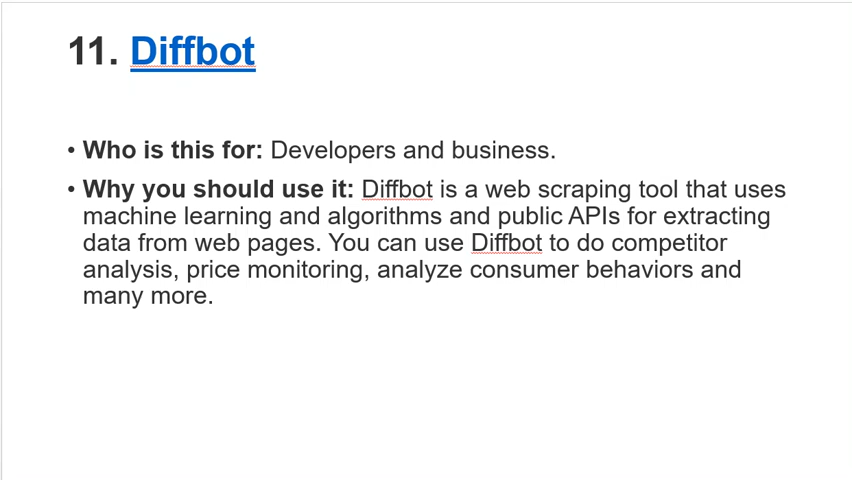 11. Diffbot
• Who is this for: Developers and business.
• Why you should use it: Diffbot is a web scraping tool that uses
machine learning and algorithms and public APIs for extracting
data from web pages. You can use Diffbot to do competitor
analysis, price monitoring, analyze consumer behaviors and
many more.